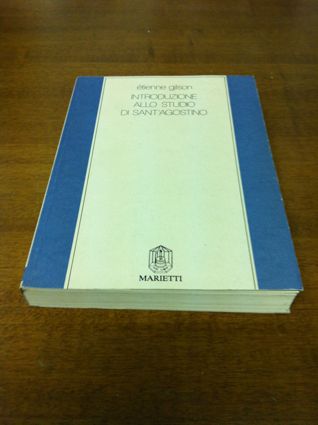 étienne gilson
INTRODUZIONE
ALLO STUDIO
DI SANT'AGOSTINO
MARIETTI